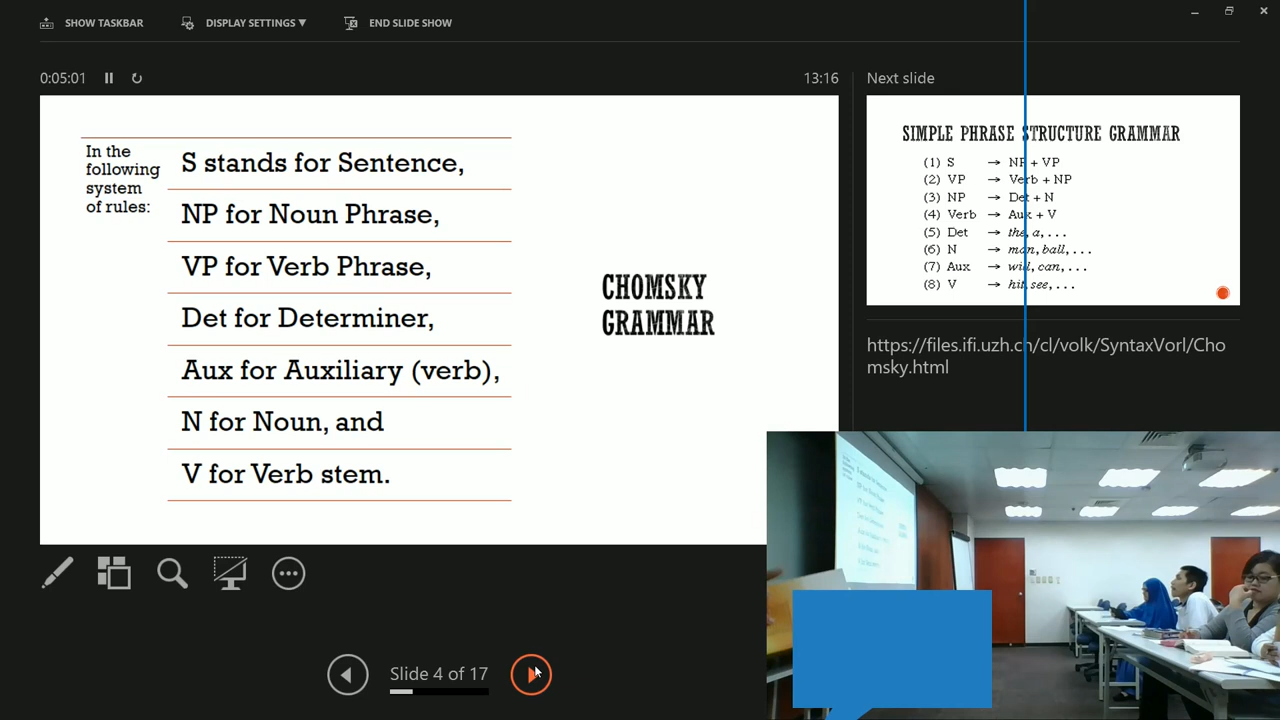 SHOW TASKBAR
DISPLAY SETTINGS ▼
END SLIDE SHOW
0:05:01
13:16
Next slide
In the
following
system
of rules:
S stands for Sentence,
NP for Noun Phrase,
VP for Verb Phrase,
Det for Determiner,
Aux for Auxiliary (verb),
N for Noun, and
V for Verb stem.
CHOMSKY
GRAMMAR
SIMPLE PHRASE STRUCTURE GRAMMAR
(1) S → NP + VP
(2) VP → Verb + NP
(3) NP → Det + N
(4) Verb → Aux + V
(5) Det → the, a, . . .
(6) N → man, ball, . . .
(7) Aux → will, can, . . .
(8) V → hit, see, . . .
https://files.ifi.uzh.ch/cl/volk/SyntaxVorl/Cho
msky.html
Slide 4 of 17